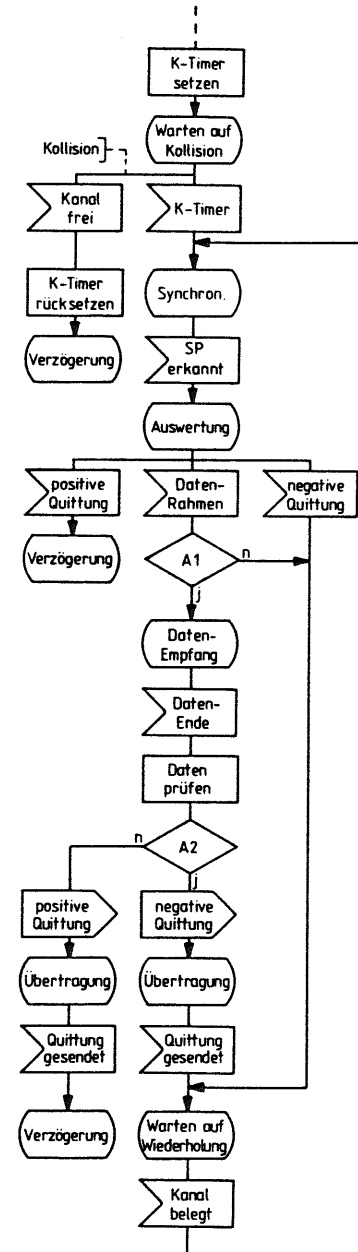 K-Timer
setzen
Warten auf
Kollision
Kollision
Kanal
frei
K-Timer
K-Timer
rücksetzen
Synchron.
Verzögerung
SP
erkannt
Auswertung
positive
Quittung
Daten-
Rahmen
negative
Quittung
Verzögerung
A1
n
j
Daten-
Empfang
Daten-
Ende
Daten
prüfen
n
A2
j
positive
Quittung
negative
Quittung
Übertragung
Übertragung
Quittung
gesendet
Quittung
gesendet
Verzögerung
Warten auf
Wiederholung
Kanal
belegt